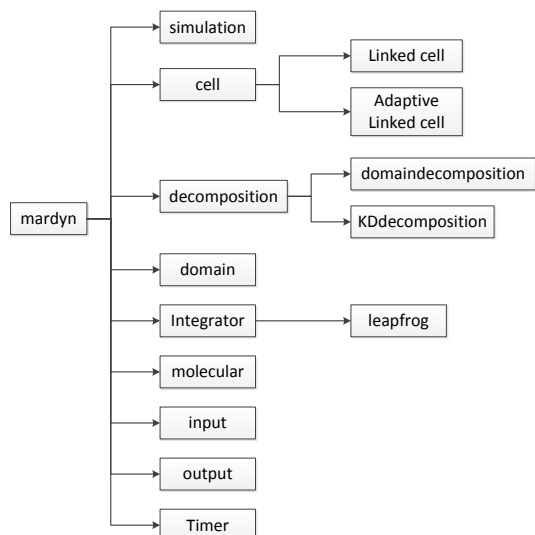 simulation
Linked cell
cell
Adaptive
Linked cell
domaindecomposition
decomposition
mardyn
KDdecomposition
domain
Integrator
leapfrog
molecular
input
output
Timer